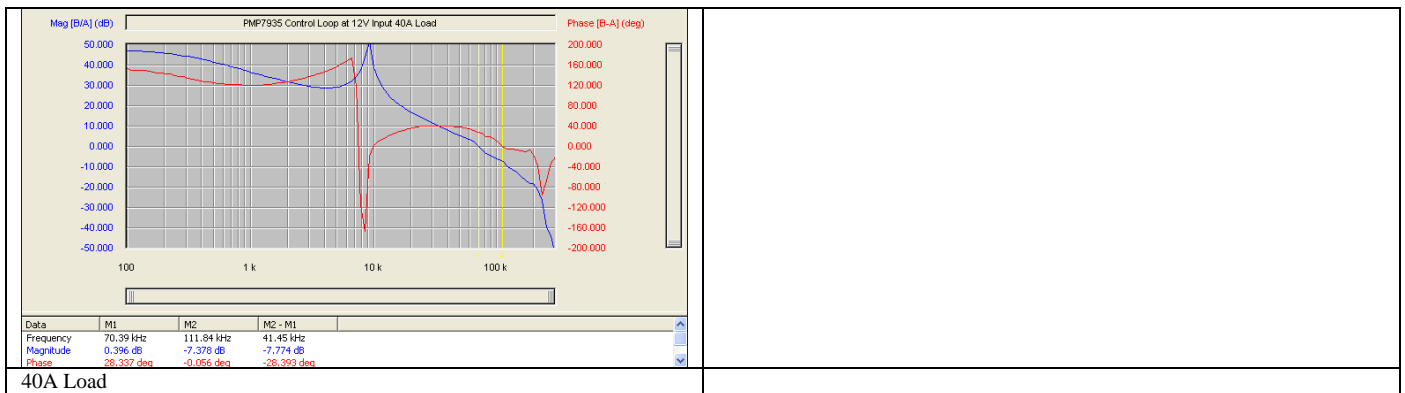 Mag [B/A] (dB) PMP7935 Control Loop at 12V Input 40A Load Phase [B-A] (deg)
50.000 200.000
40.000 160.000
30.000 120.000
20.000 80.000
10.000 40.000
0.000 0.000
-10.000 -40.000
-20.000 -80.000
-30.000 -120.000
-40.000 -160.000
-50.000 -200.000
100 1 k 10 k 100 k
Data M1 M2 M2 - M1
Frequency 70.39 kHz 111.84 kHz 41.45 kHz
Magnitude 0.396 dB -7.378 dB -7.774 dB
Phase 28.337 deg -0.056 deg -28.393 deg
40A Load